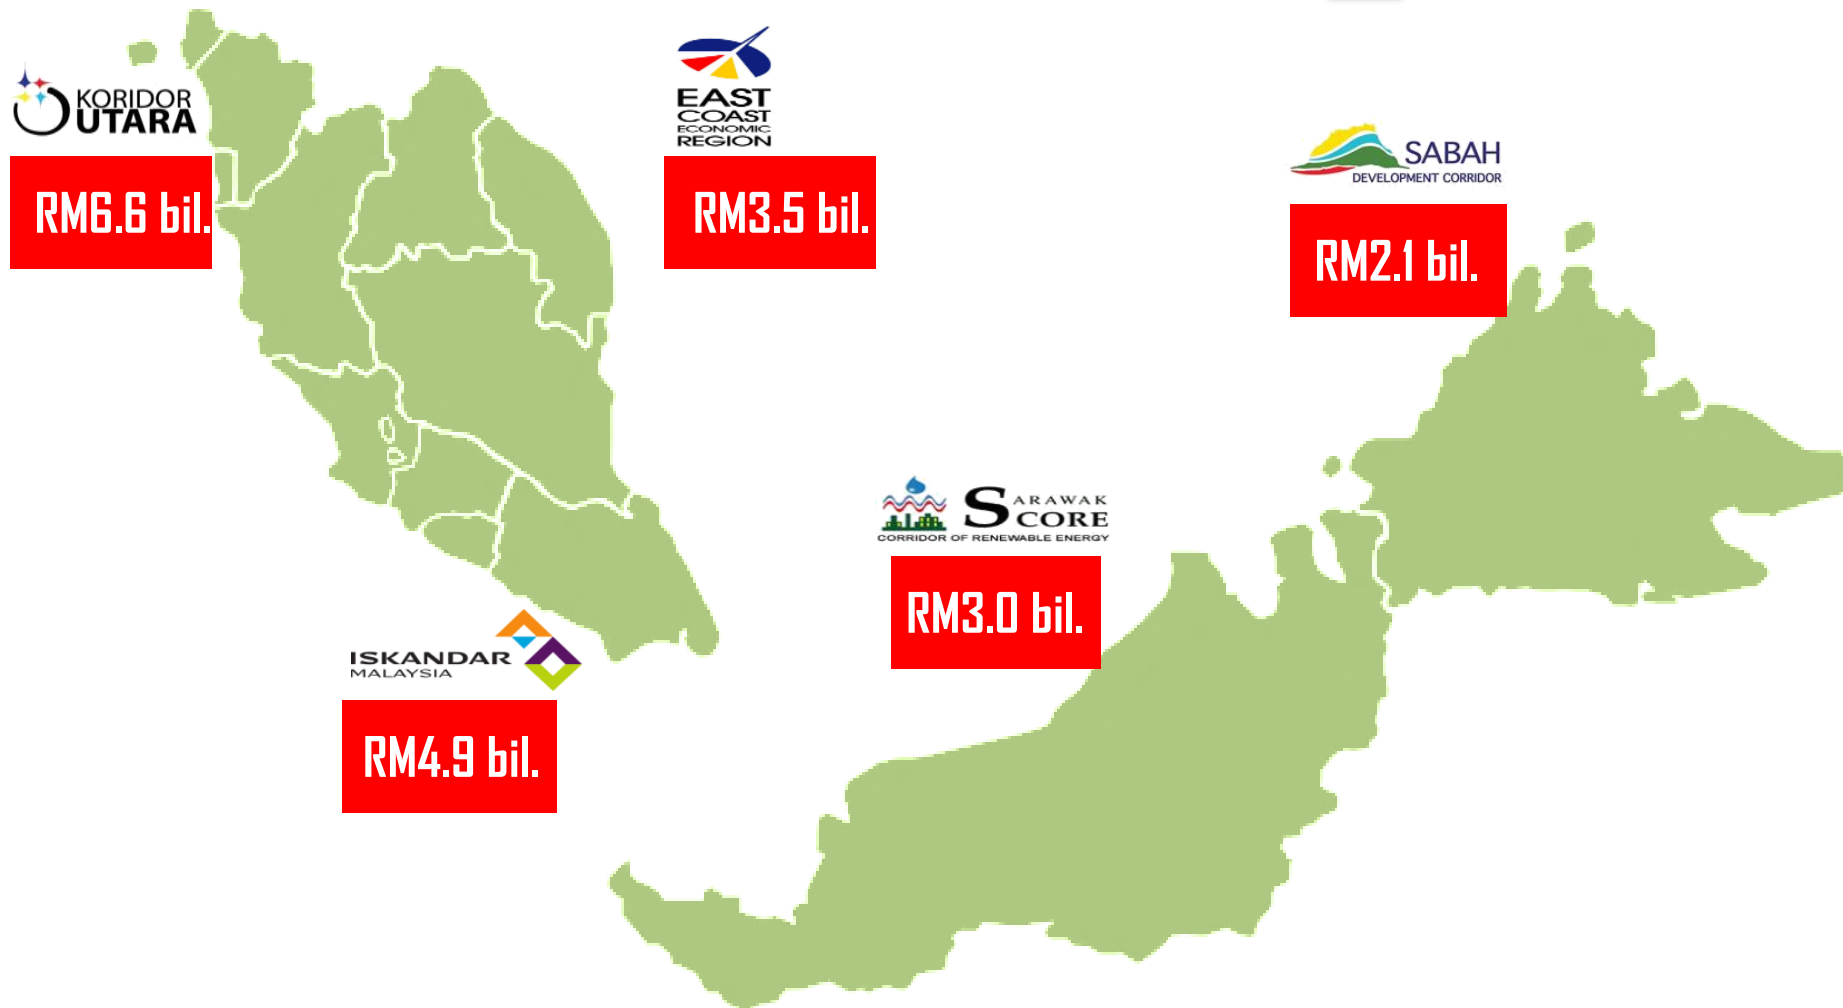 KORIDOR
UTARA
RM6.6 bil.
EAST
COAST
ECONOMIC
REGION
RM3.5 bil.
SABAH
DEVELOPMENT CORRIDOR
RM2.1 bil.
SARAWAK
SCORE
CORRIDOR OF RENEWABLE ENERGY
RM3.0 bil.
ISKANDAR
MALAYSIA
RM4.9 bil.